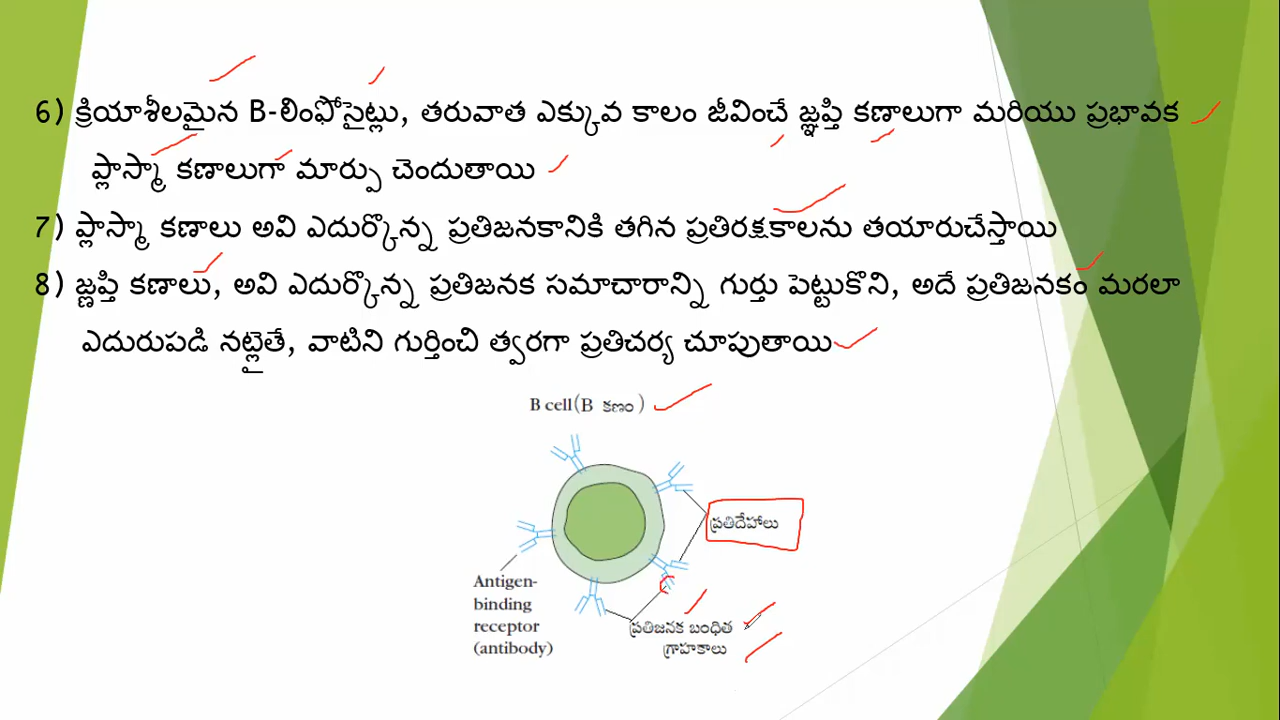 6) క్రియాశీలమైన B-లింఫోసైట్లు, తరువాత ఎక్కువ కాలం జీవించే జ్ఞప్తి కణాలుగా మరియు ప్రభావక
ప్లాస్మా కణాలుగా మార్పు చెందుతాయి
7) ప్లాస్మా కణాలు అవి ఎదుర్కొన్న ప్రతిజనకానికి తగిన ప్రతిరక్షకాలను తయారుచేస్తాయి
8) జ్ణప్తి కణాలు, అవి ఎదుర్కొన్న ప్రతిజనక సమాచారాన్ని గుర్తు పెట్టుకొని, అదే ప్రతిజనకం మరలా
ఎదురుపడి నట్లైతే, వాటిని గుర్తించి త్వరగా ప్రతిచర్య చూపుతాయి
B cell(B కణం)
ప్రతిదేహాలు
Antigen-
binding
receptor
(antibody)
ప్రతిజనక బంధిత
గ్రాహకాలు